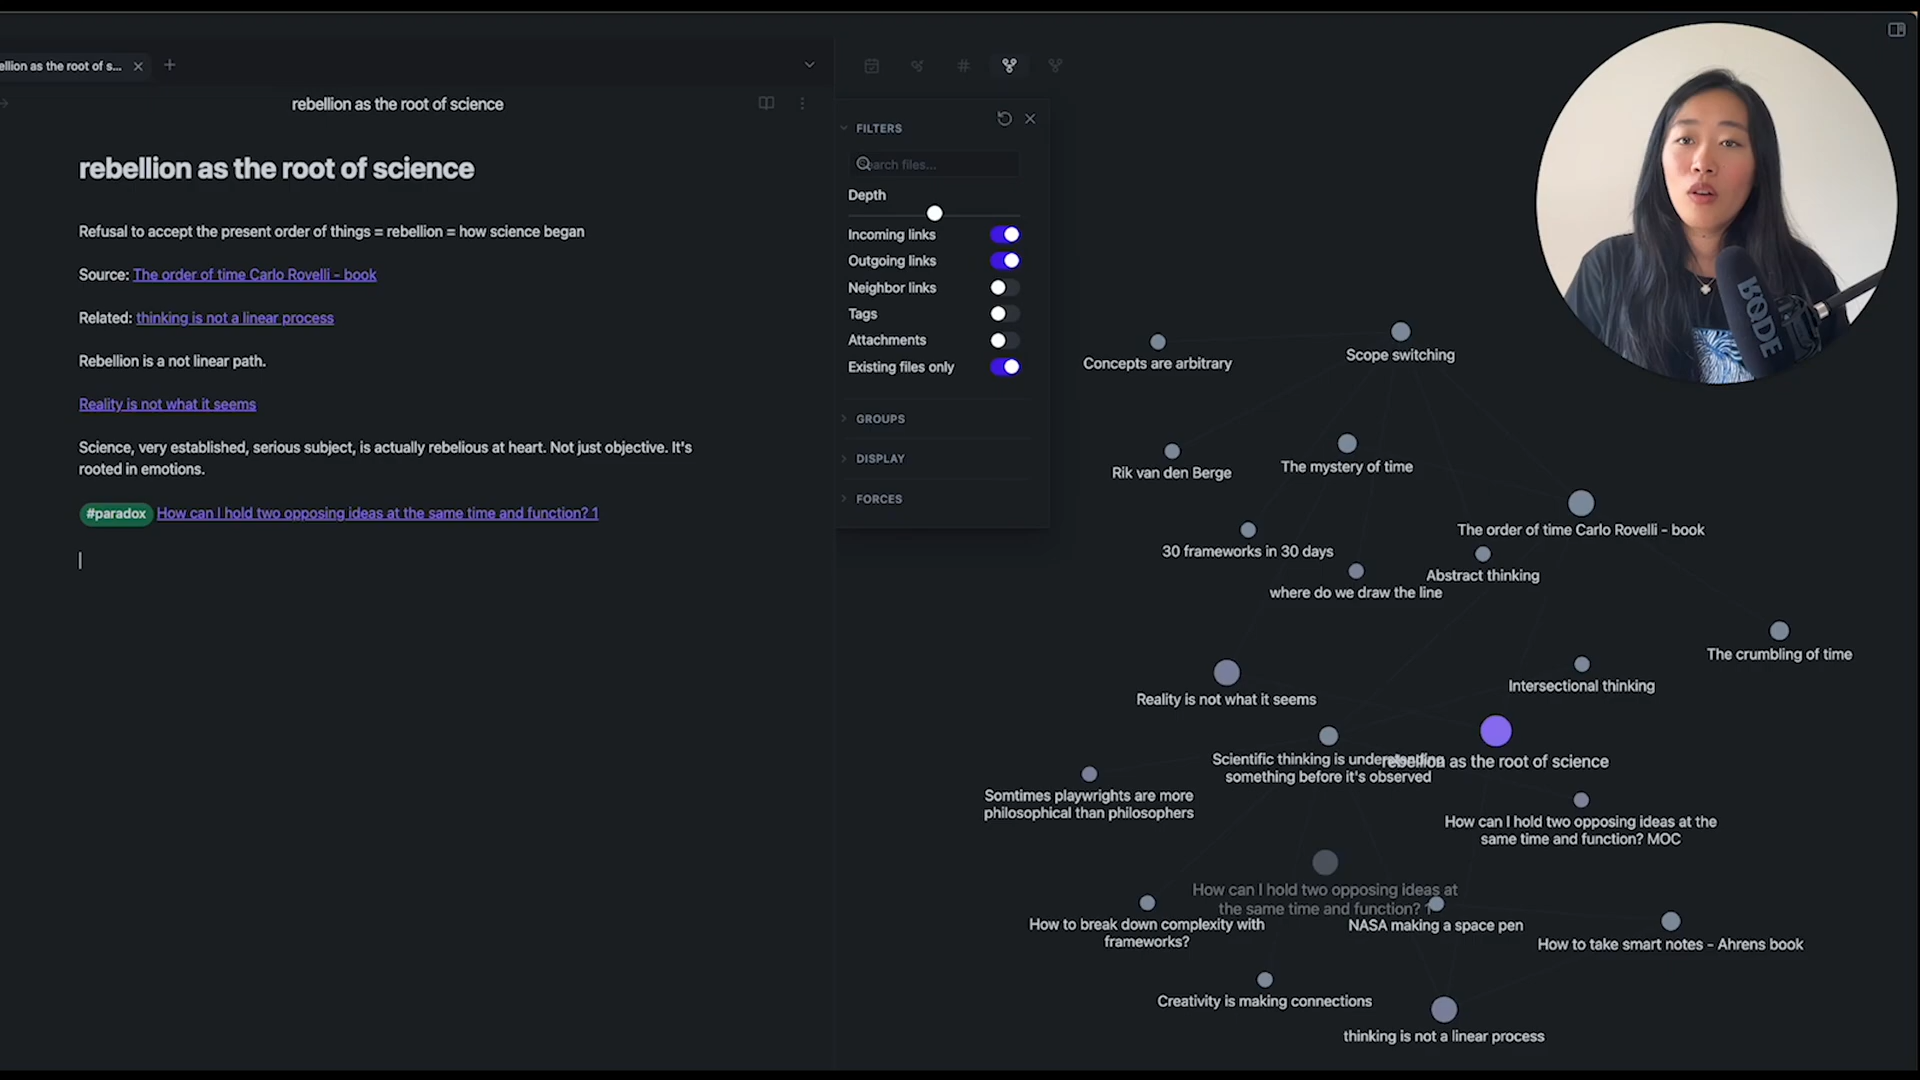 ellion as the root of s...
rebellion as the root of science
rebellion as the root of science
Refusal to accept the present order of things = rebellion = how science began
Source: The order of time Carlo Rovelli - book
Related: thinking is not a linear process
Rebellion is a not linear path.
Reality is not what it seems
Science, very established, serious subject, is actually rebelious at heart. Not just objective. It's
rooted in emotions.
#paradox How can I hold two opposing ideas at the same time and function? 1
FILTERS
Search files...
Depth
Incoming links
Outgoing links
Neighbor links
Tags
Attachments
Existing files only
GROUPS
DISPLAY
FORCES
RODE
Concepts are arbitrary
Scope switching
Rik van den Berge
The mystery of time
The order of time Carlo Rovelli - book
30 frameworks in 30 days
Abstract thinking
where do we draw the line
The crumbling of time
Reality is not what it seems
Intersectional thinking
Scientific thinking is understanding
something before it's observed
rebellion as the root of science
Somtimes playwrights are more
philosophical than philosophers
How can I hold two opposing ideas at the
same time and function? MOC
How can I hold two opposing ideas at
the same time and function? 1
How to break down complexity with
frameworks?
NASA making a space pen
How to take smart notes - Ahrens book
Creativity is making connections
thinking is not a linear process